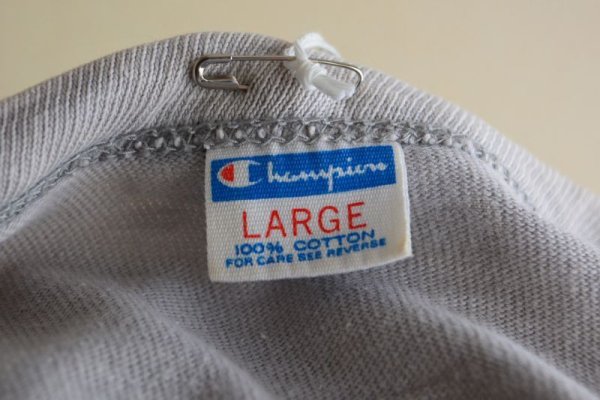 Champion
LARGE
100% COTTON
FOR CARE SEE REVERSE